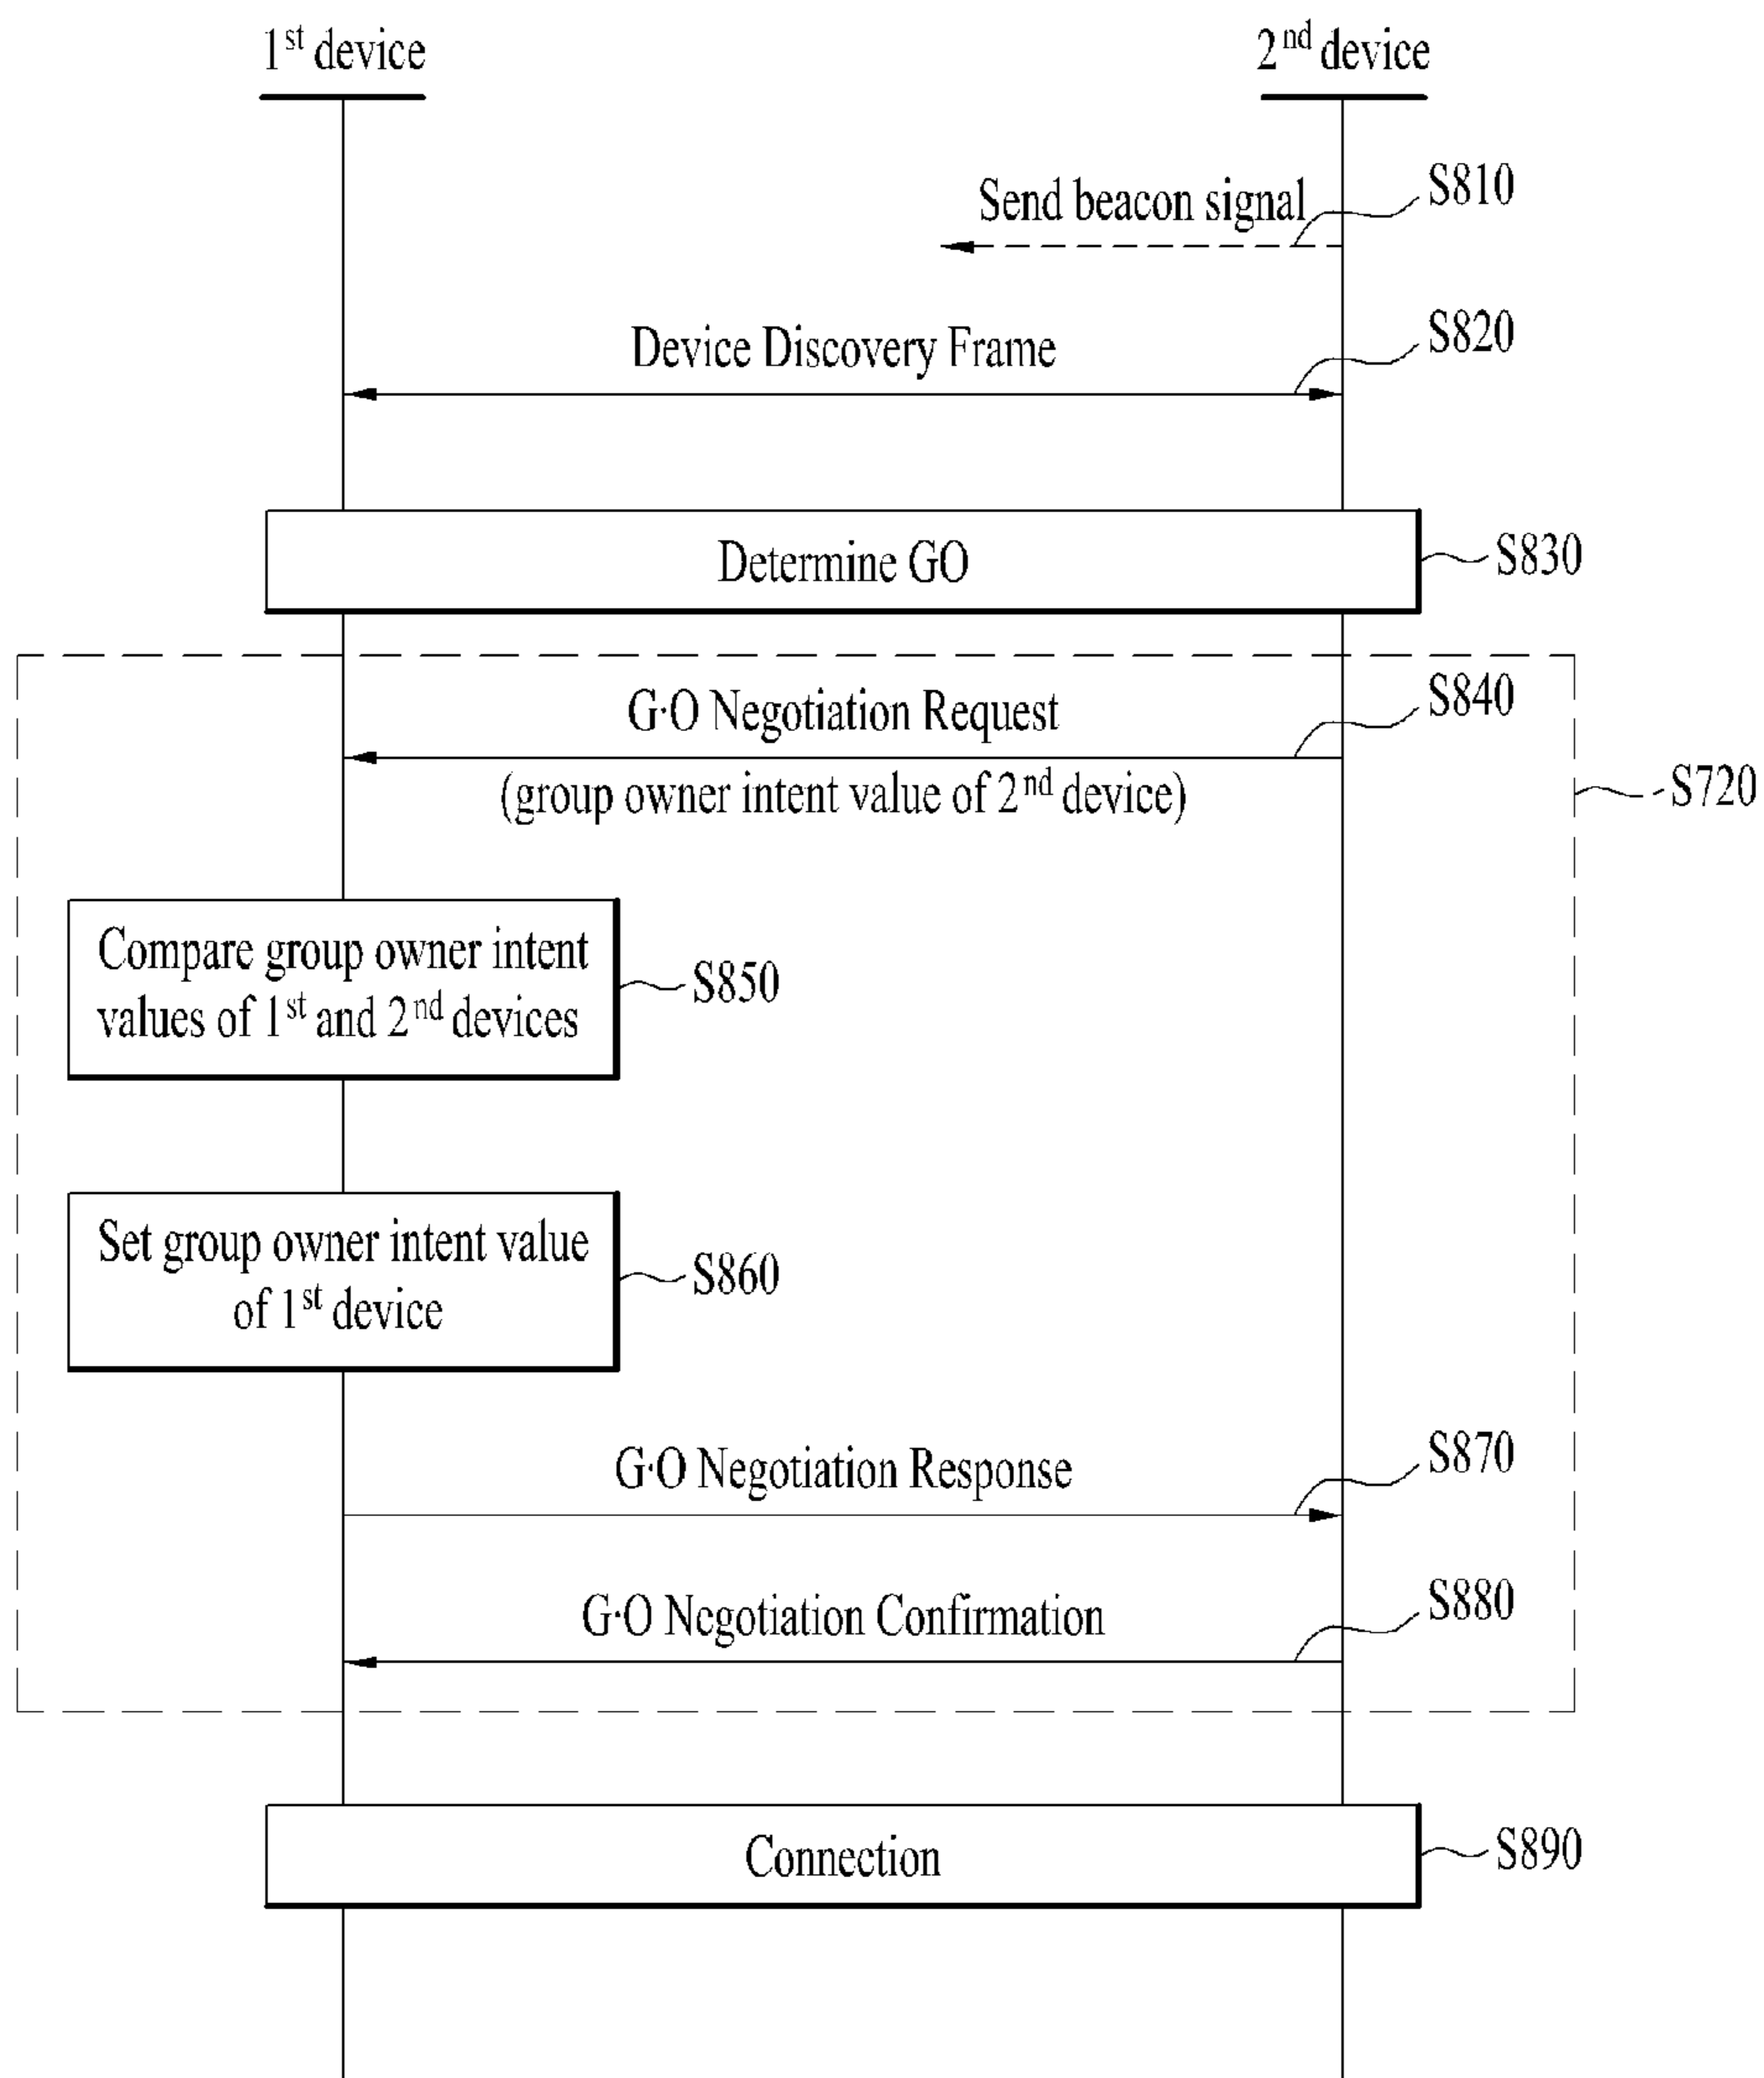 1st device
2nd device
Send beacon signal
S810
Device Discovery Frame
S820
Determine GO
S830
G·O Negotiation Request
S840
(group owner intent value of 2nd device)
S720
Compare group owner intent
values of 1st and 2nd devices
S850
Set group owner intent value
of 1st device
S860
G·O Negotiation Response
S870
G·O Negotiation Confirmation
S880
Connection
S890